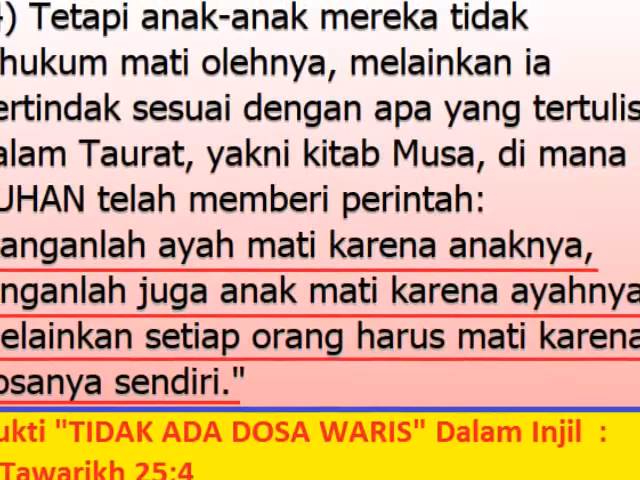 4) Tetapi anak-anak mereka tidak
hukum mati olehnya, melainkan ia
ertindak sesuai dengan apa yang tertulis
alam Taurat, yakni kitab Musa, di mana
UHAN telah memberi perintah:
anganlah ayah mati karena anaknya,
nganlah juga anak mati karena ayahnya
elainkan setiap orang harus mati karena
osanya sendiri."
ukti "TIDAK ADA DOSA WARIS" Dalam Injil :
Tawarikh 25:4